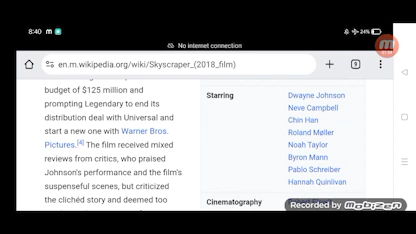 8:40 m
24%
No internet connection
en.m.wikipedia.org/wiki/Skyscraper_(2018_film)
9
budget of $125 million and
prompting Legendary to end its
distribution deal with Universal and
start a new one with Warner Bros.
Pictures.[4] The film received mixed
reviews from critics, who praised
Johnson's performance and the film's
suspenseful scenes, but criticized
the clichéd story and deemed too
Starring
Dwayne Johnson
Neve Campbell
Chin Han
Roland Møller
Noah Taylor
Byron Mann
Pablo Schreiber
Hannah Quinlivan
Cinematography
Recorded by mobizen